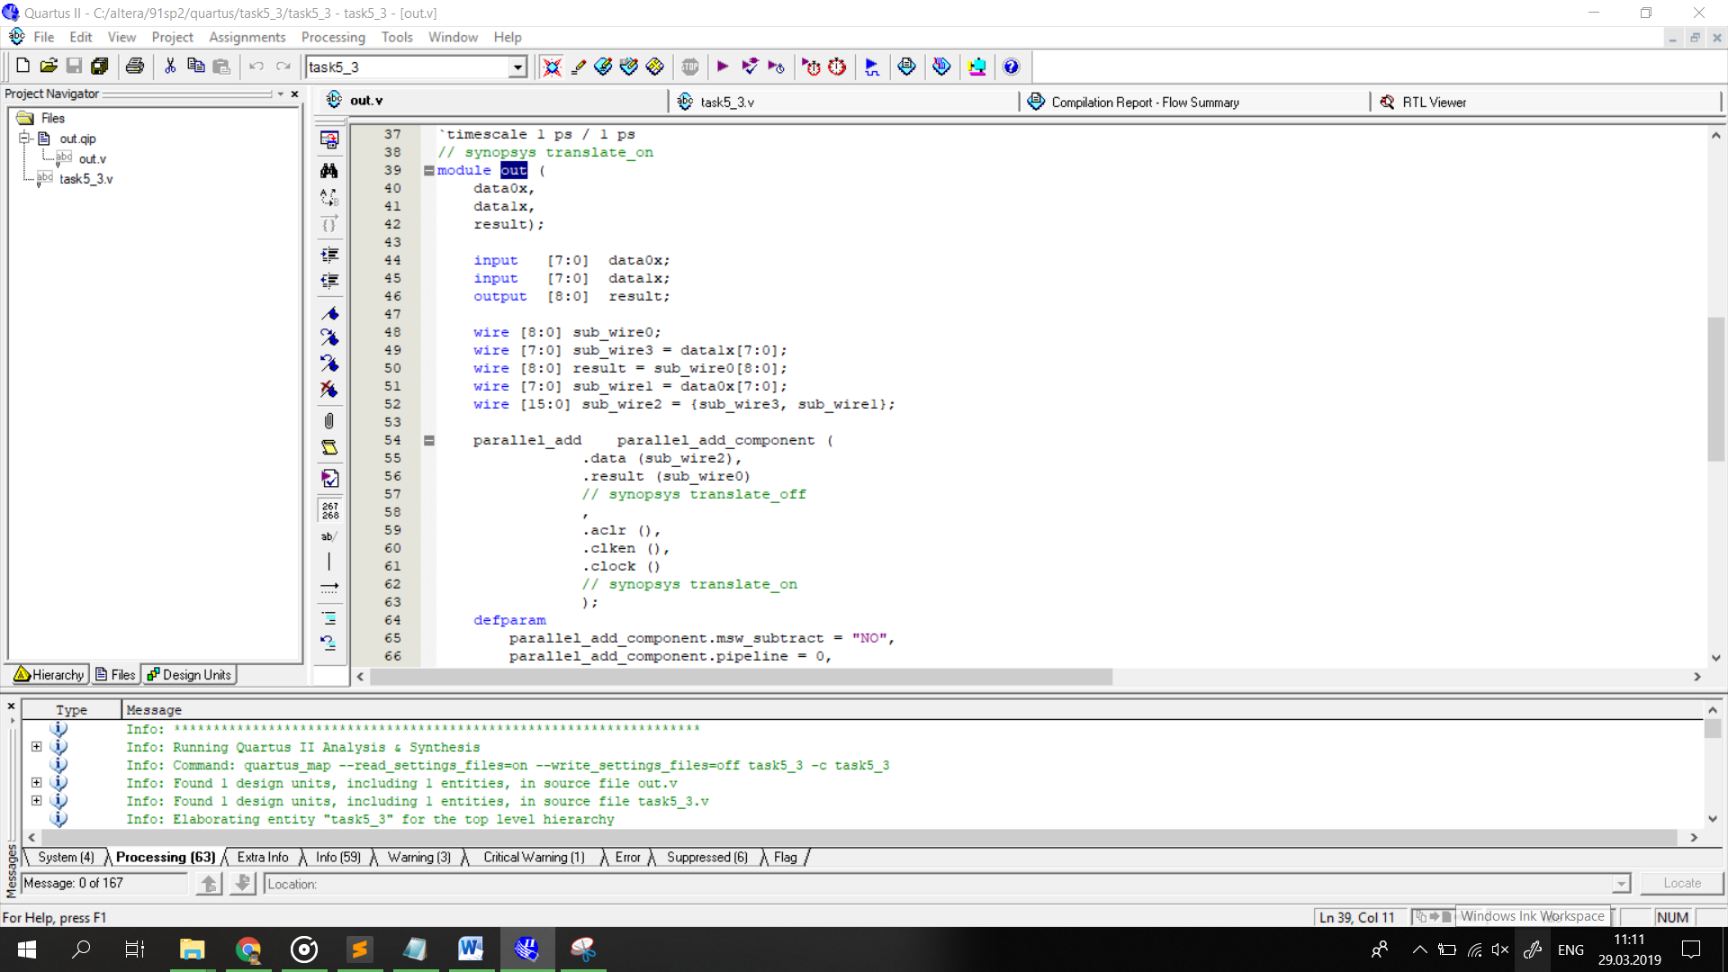 Quartus II - C:/altera/91sp2/quartus/task5_3/task5_3 - task5_3 - [out.v]
File Edit View Project Assignments Processing Tools Window Help
task5_3
Project Navigator
Files
out.qip
out.v
task5_3.v
Hierarchy Files Design Units
out.v task5_3.v Compilation Report - Flow Summary RTL Viewer
37 `timescale 1 ps / 1 ps
38 // synopsys translate_on
39 module out (
40 data0x,
41 data1x,
42 result);
43
44 input [7:0] data0x;
45 input [7:0] data1x;
46 output [8:0] result;
47
48 wire [8:0] sub_wire0;
49 wire [7:0] sub_wire3 = data1x[7:0];
50 wire [8:0] result = sub_wire0[8:0];
51 wire [7:0] sub_wire1 = data0x[7:0];
52 wire [15:0] sub_wire2 = {sub_wire3, sub_wire1};
53
54 parallel_add parallel_add_component (
55 .data (sub_wire2),
56 .result (sub_wire0)
57 // synopsys translate_off
58 ,
59 .aclr (),
60 .clken (),
61 .clock ()
62 // synopsys translate_on
63 );
64 defparam
65 parallel_add_component.msw_subtract = "NO",
66 parallel_add_component.pipeline = 0,
267
268
ab/
Type Message
Info: *******************************************************************
Info: Running Quartus II Analysis & Synthesis
Info: Command: quartus_map --read_settings_files=on --write_settings_files=off task5_3 -c task5_3
Info: Found 1 design units, including 1 entities, in source file out.v
Info: Found 1 design units, including 1 entities, in source file task5_3.v
Info: Elaborating entity "task5_3" for the top level hierarchy
System (4) Processing (63) Extra Info Info (59) Warning (3) Critical Warning (1) Error Suppressed (6) Flag
Messages
Message: 0 of 167 Location: Locate
For Help, press F1 Ln 39, Col 11 Windows Ink Workspace NUM
ENG 11:11
29.03.2019